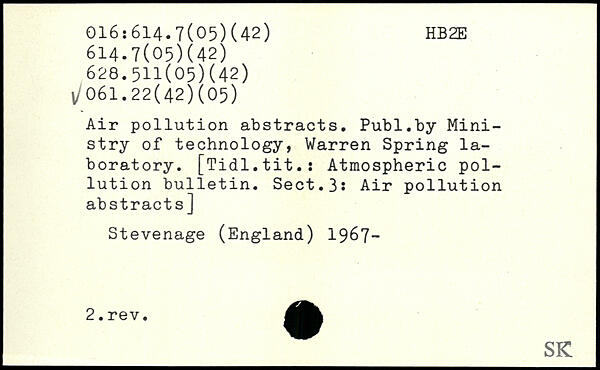 016:614.7(05)(42) HB2E
614.7(05)(42)
628.511(05)(42)
√061.22(42)(05)
Air pollution abstracts. Publ.by Mini-
stry of technology, Warren Spring la-
boratory. [Tidl.tit.: Atmospheric pol-
lution bulletin. Sect.3: Air pollution
abstracts]
Stevenage (England) 1967-
2.rev.
SK